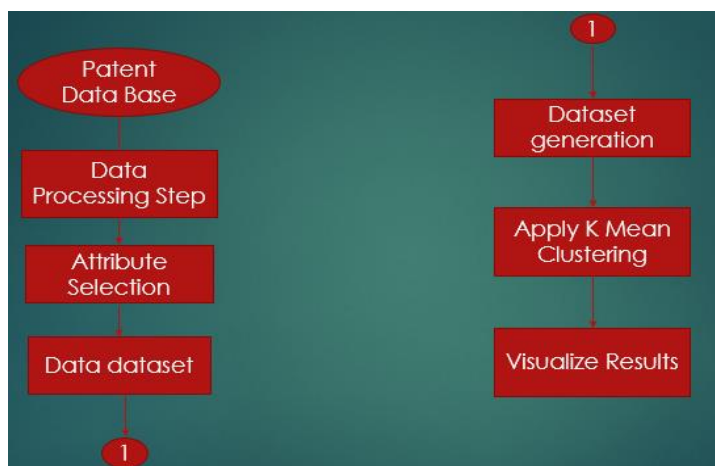 Patent
Data Base
Data
Processing Step
Attribute
Selection
Data dataset
1
1
Dataset
generation
Apply K Mean
Clustering
Visualize Results